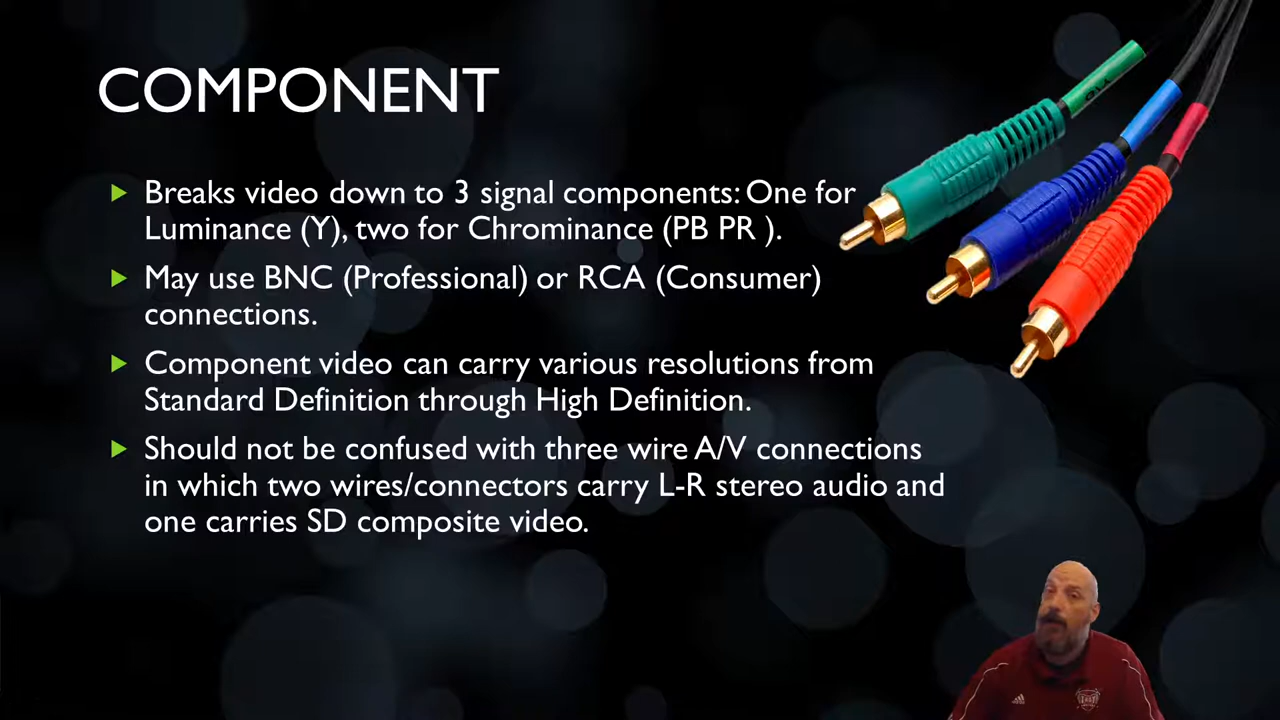 COMPONENT
Breaks video down to 3 signal components: One for
Luminance (Y), two for Chrominance (PB PR ).
May use BNC (Professional) or RCA (Consumer)
connections.
Component video can carry various resolutions from
Standard Definition through High Definition.
Should not be confused with three wire A/V connections
in which two wires/connectors carry L-R stereo audio and
one carries SD composite video.